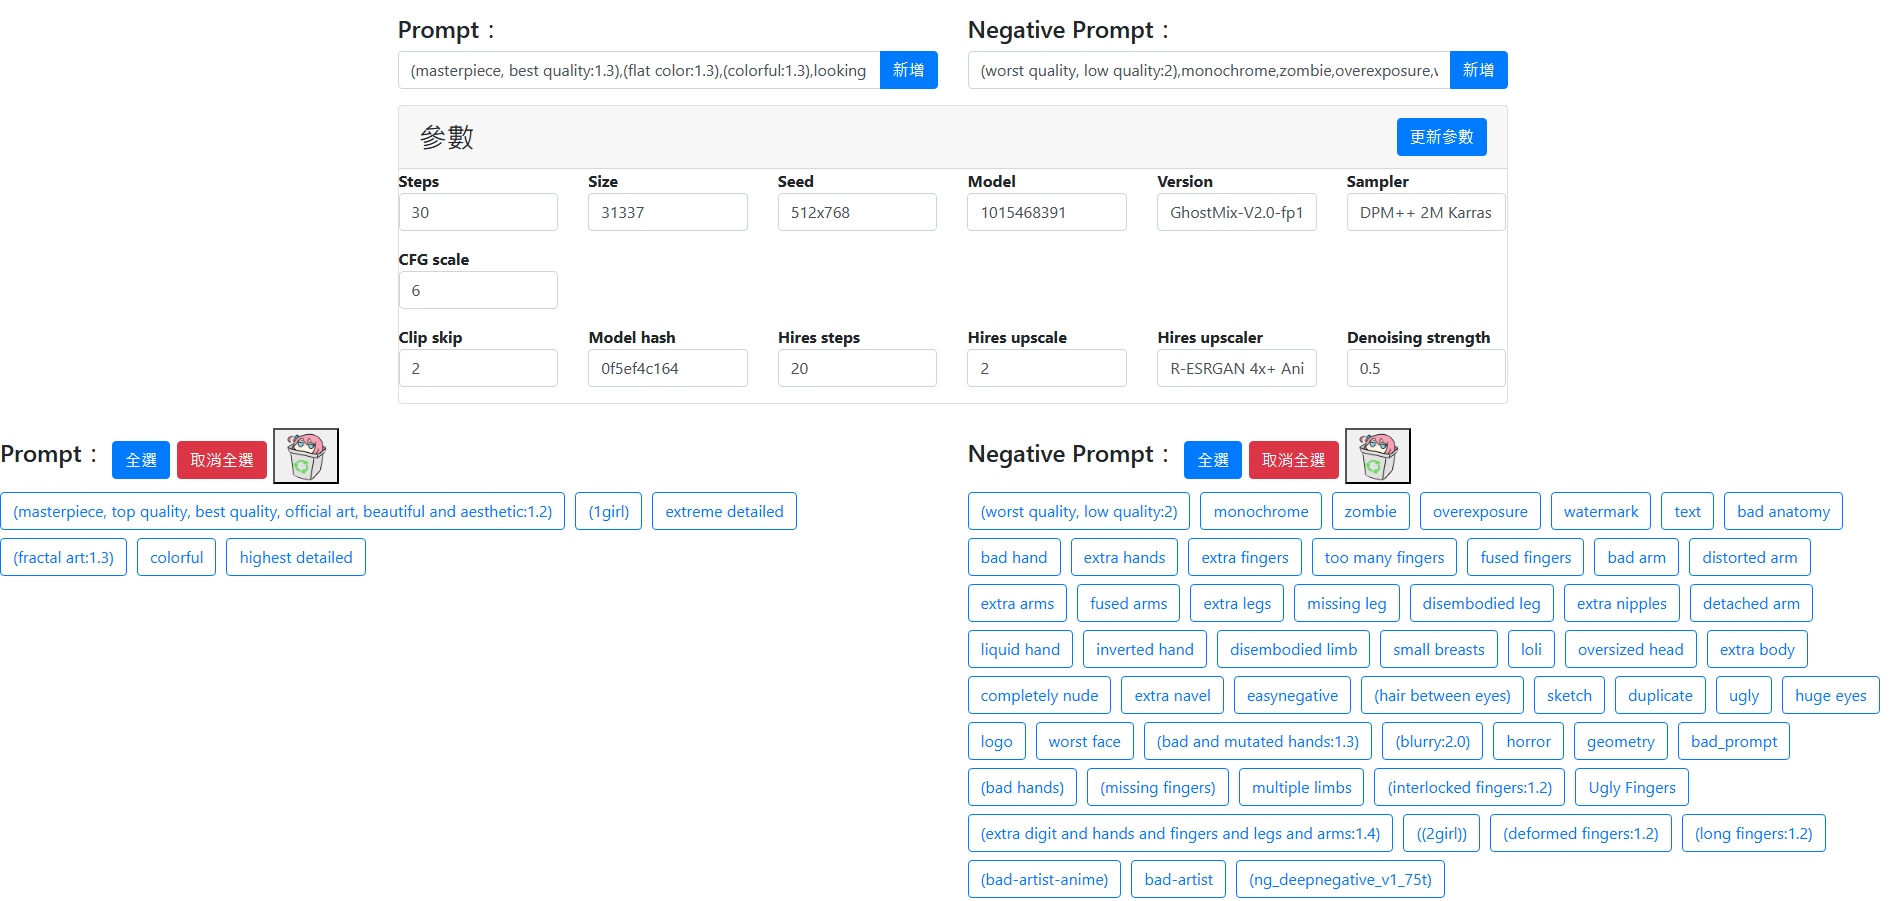 Prompt： Negative Prompt：
(masterpiece, best quality:1.3),(flat color:1.3),(colorful:1.3),looking 新增 (worst quality, low quality:2),monochrome,zombie,overexposure, 新增
參數 更新參數
Steps Size Seed Model Version Sampler
30 31337 512x768 1015468391 GhostMix-V2.0-fp1 DPM++ 2M Karras
CFG scale
6
Clip skip Model hash Hires steps Hires upscale Hires upscaler Denoising strength
2 0f5ef4c164 20 2 R-ESRGAN 4x+ Ani 0.5
Prompt： 全選 取消全選
(masterpiece, top quality, best quality, official art, beautiful and aesthetic:1.2) (1girl) extreme detailed
(fractal art:1.3) colorful highest detailed
Negative Prompt： 全選 取消全選
(worst quality, low quality:2) monochrome zombie overexposure watermark text bad anatomy
bad hand extra hands extra fingers too many fingers fused fingers bad arm distorted arm
extra arms fused arms extra legs missing leg disembodied leg extra nipples detached arm
liquid hand inverted hand disembodied limb small breasts loli oversized head extra body
completely nude extra navel easynegative (hair between eyes) sketch duplicate ugly huge eyes
logo worst face (bad and mutated hands:1.3) (blurry:2.0) horror geometry bad_prompt
(bad hands) (missing fingers) multiple limbs (interlocked fingers:1.2) Ugly Fingers
(extra digit and hands and fingers and legs and arms:1.4) ((2girl)) (deformed fingers:1.2) (long fingers:1.2)
(bad-artist-anime) bad-artist (ng_deepnegative_v1_75t)